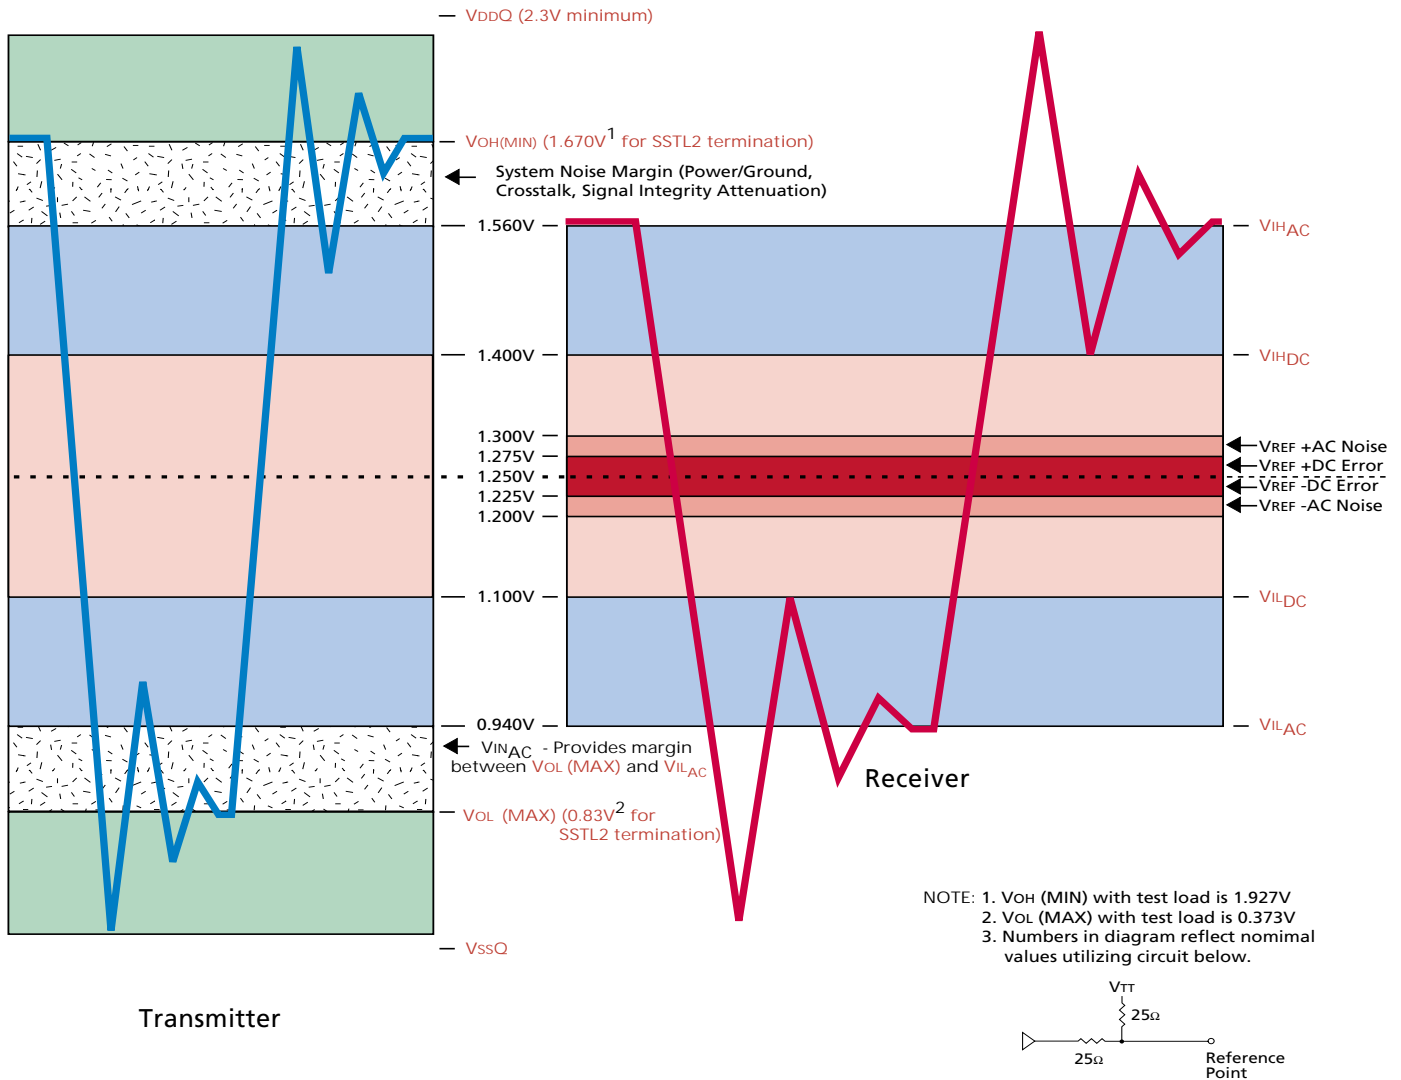 VDDQ (2.3V minimum)
VOH(MIN) (1.670V1 for SSTL2 termination)
System Noise Margin (Power/Ground,
Crosstalk, Signal Integrity Attenuation)
1.560V
VIHAC
1.400V
VIHDC
1.300V
VREF +AC Noise
1.275V
VREF +DC Error
1.250V
VREF -DC Error
1.225V
VREF -AC Noise
1.200V
1.100V
VILDC
0.940V
VILAC
VINAC - Provides margin
between VOL (MAX) and VILAC
Receiver
VOL (MAX) (0.83V2 for
SSTL2 termination)
NOTE: 1. VOH (MIN) with test load is 1.927V
2. VOL (MAX) with test load is 0.373V
3. Numbers in diagram reflect nomimal
values utilizing circuit below.
VSSQ
Transmitter
VTT
25Ω
25Ω
Reference
Point